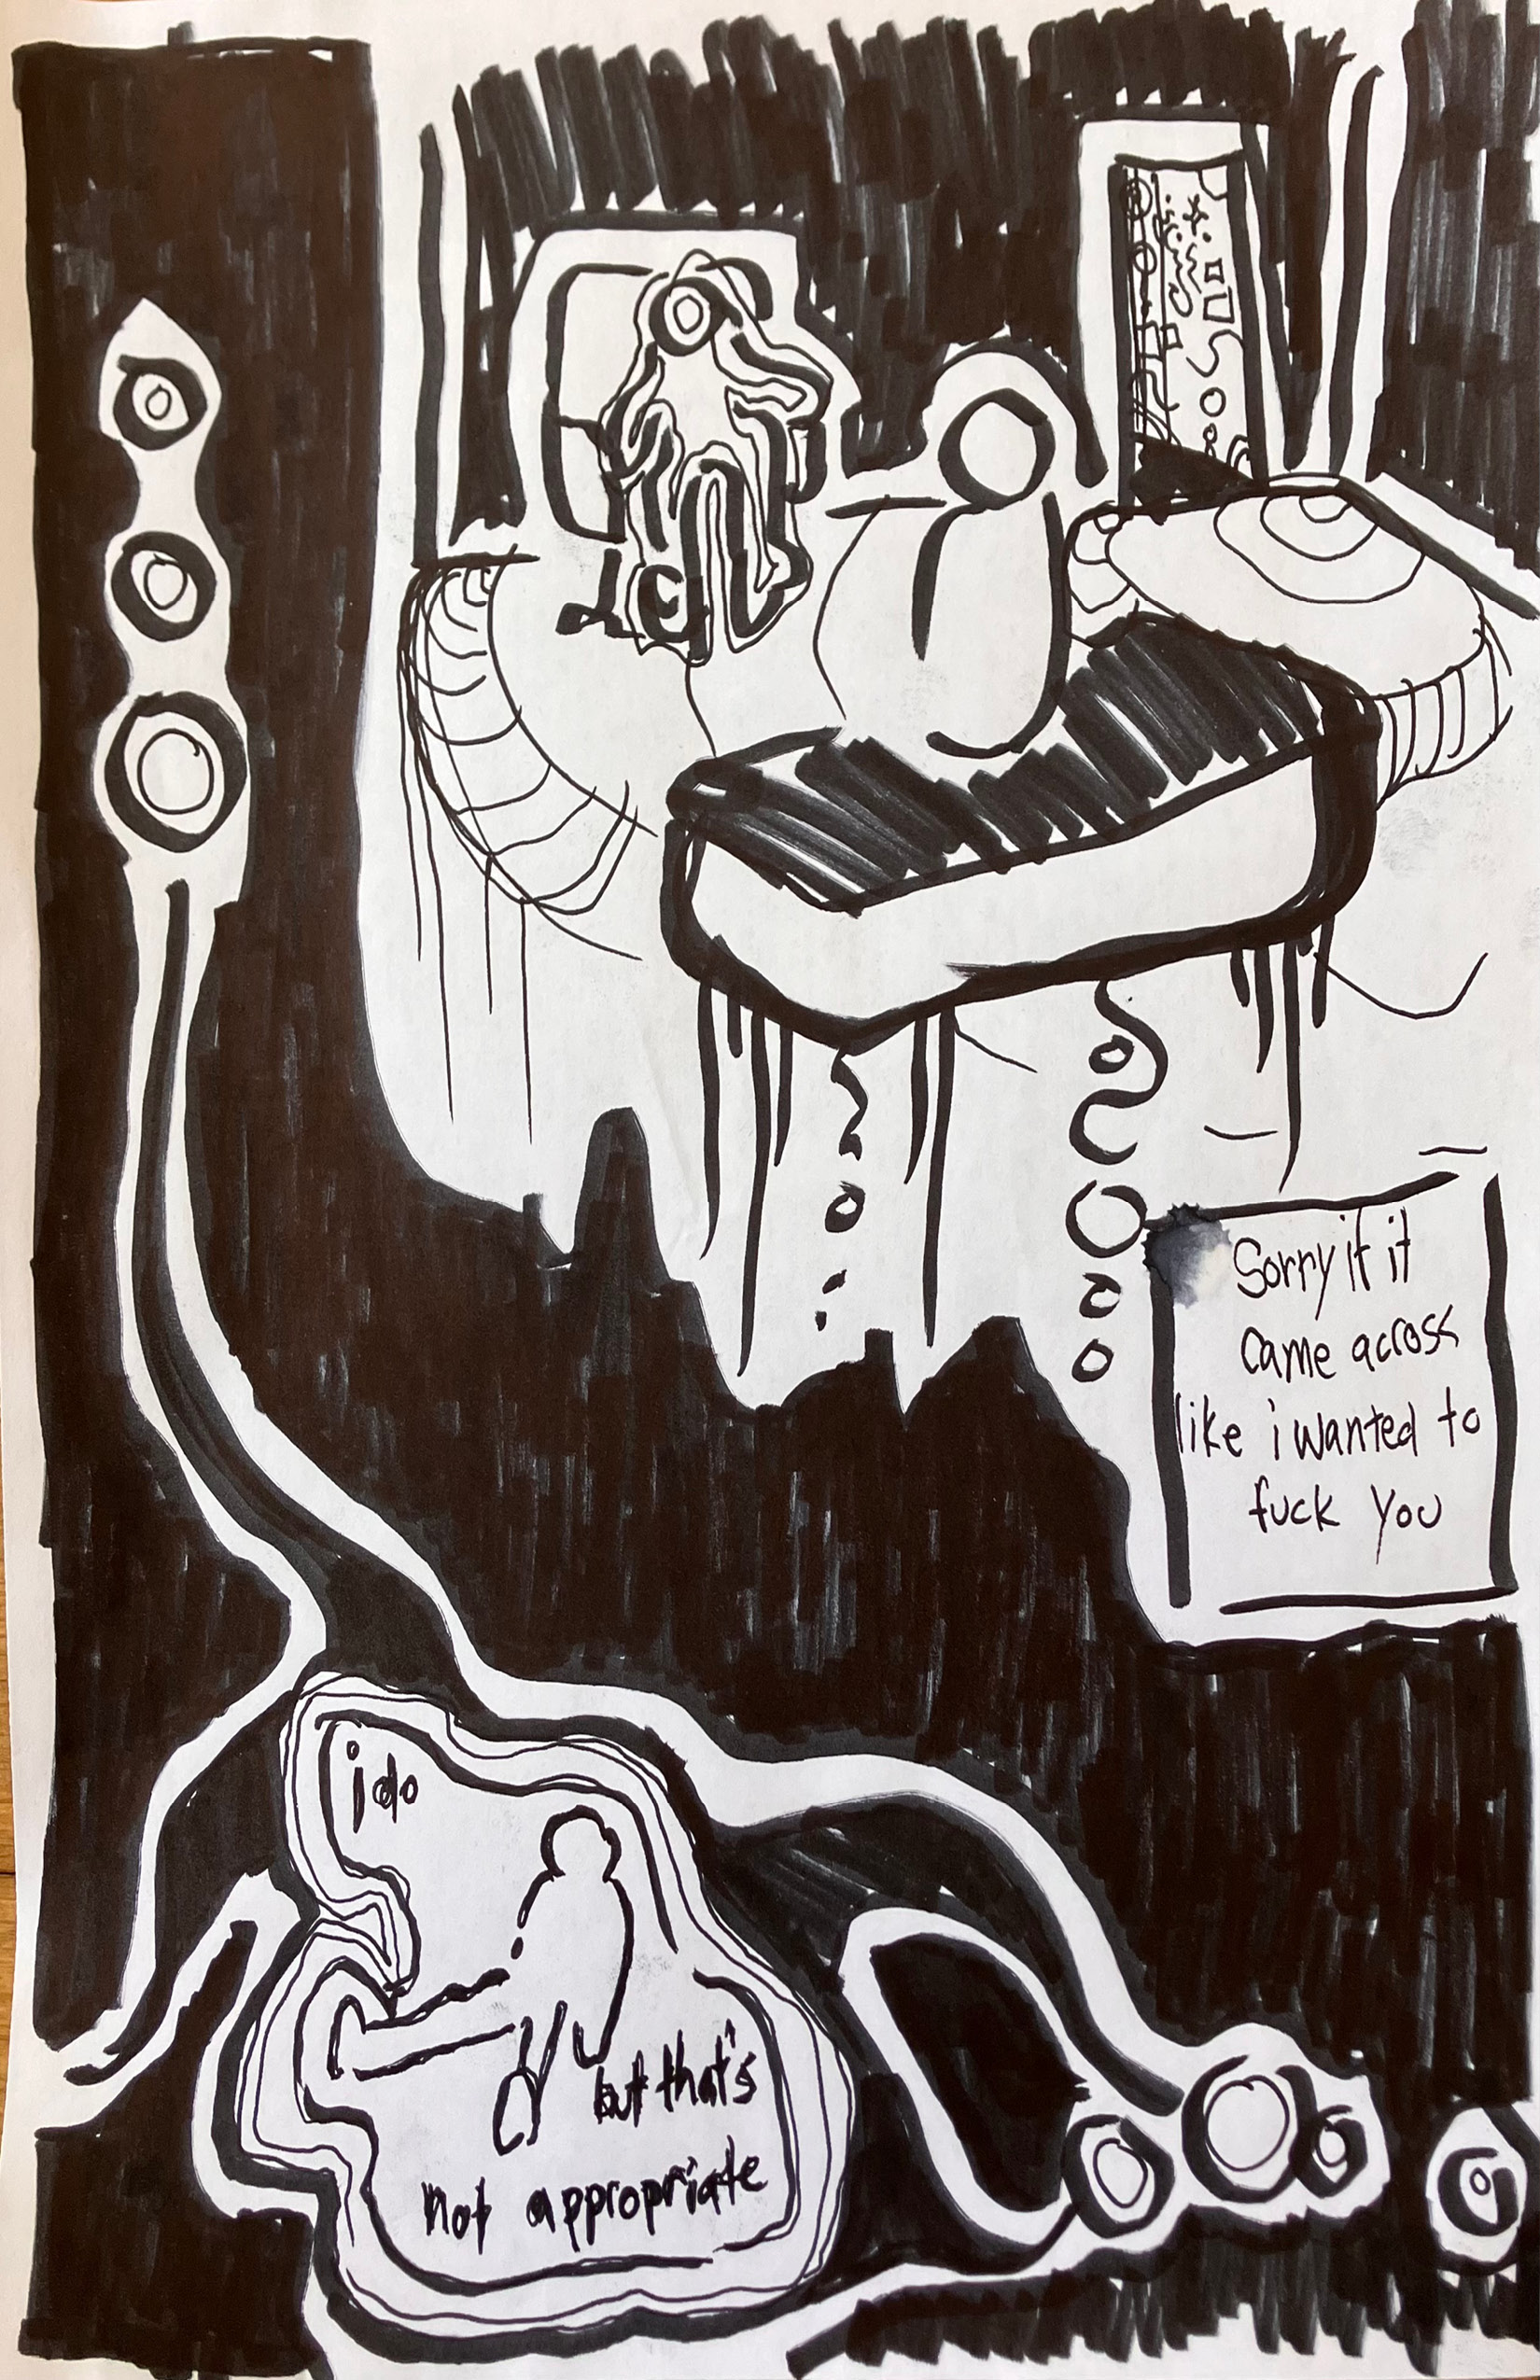 Sorry if it
came across
like i wanted to
fuck you
i do
but that's
not appropriate